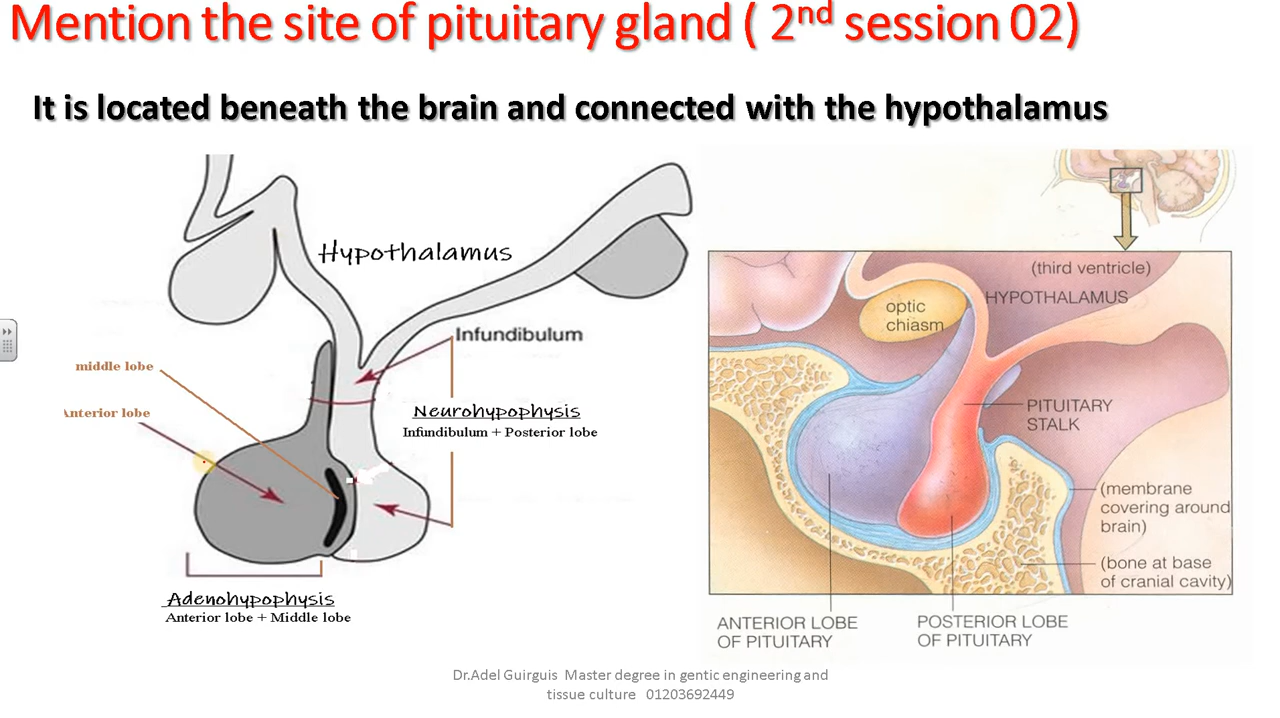 Mention the site of pituitary gland ( 2nd session 02)
It is located beneath the brain and connected with the hypothalamus
Hypothalamus
Infundibulum
middle lobe
Anterior lobe
Neurohypophysis
Infundibulum + Posterior lobe
Adenohypophysis
Anterior lobe + Middle lobe
(third ventricle)
HYPOTHALAMUS
optic
chiasm
PITUITARY
STALK
(membrane
covering around
brain)
(bone at base
of cranial cavity)
ANTERIOR LOBE
OF PITUITARY
POSTERIOR LOBE
OF PITUITARY
Dr.Adel Guirguis Master degree in gentic engineering and
tissue culture 01203692449